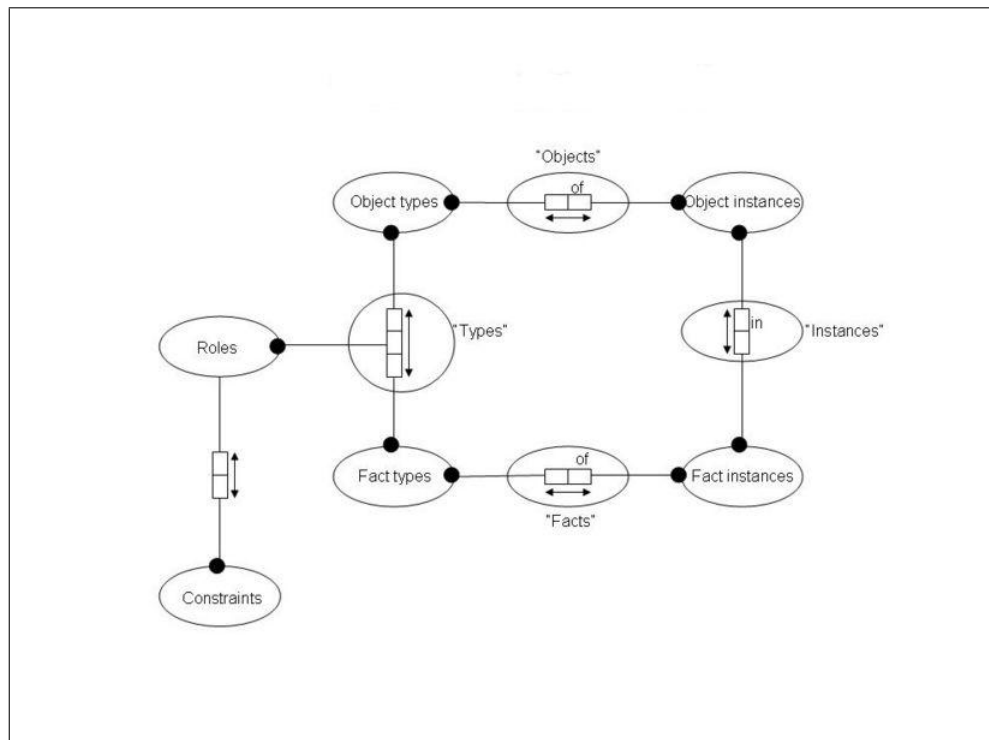 "Objects"
of
Object types
Object instances
"Types"
in
"Instances"
Roles
of
Fact types
Fact instances
"Facts"
Constraints